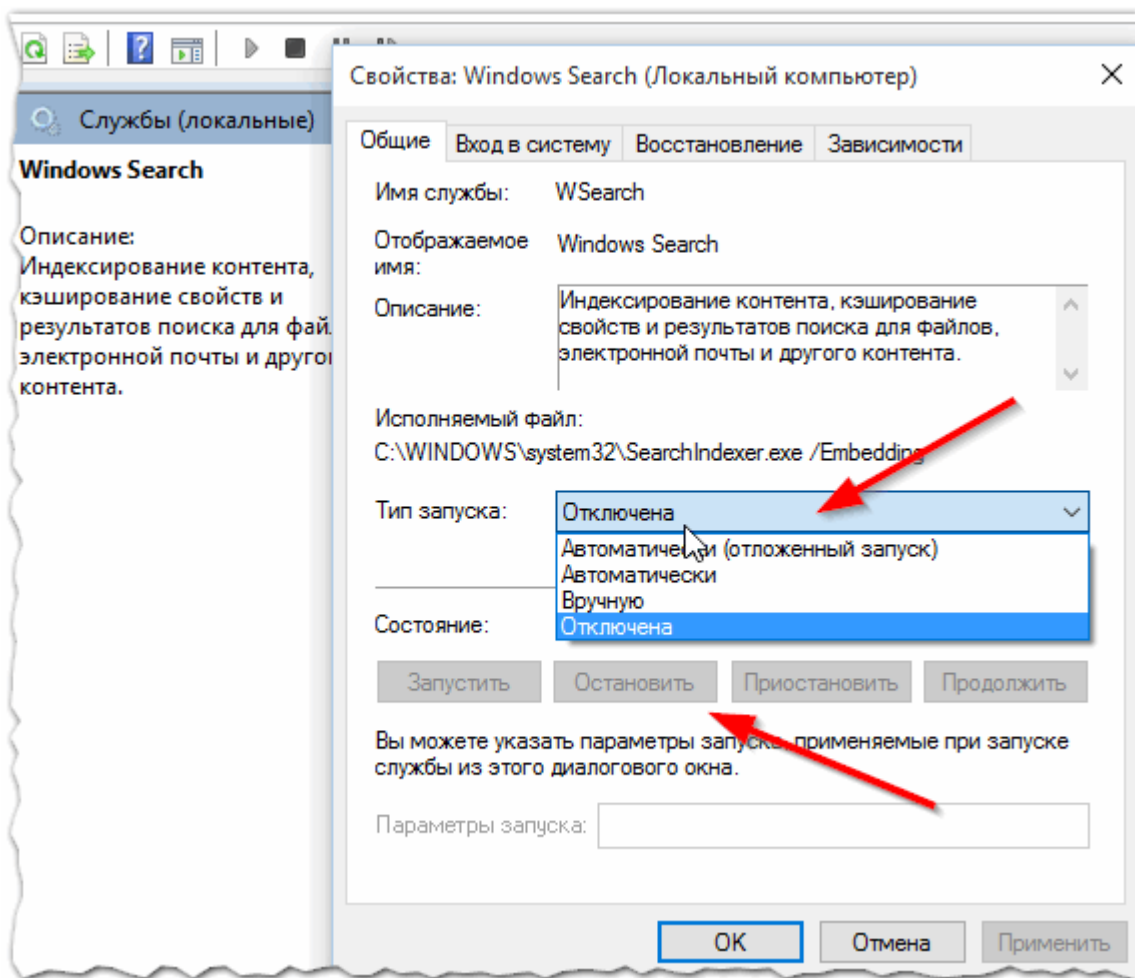 Свойства: Windows Search (Локальный компьютер)
Службы (локальные)
Windows Search
Описание:
Индексирование контента,
кэширование свойств и
результатов поиска для
электронной почты и
контента.
Общие
Вход в систему
Восстановление
Зависимости
Имя службы: WSearch
Отображаемое
имя:
Windows Search
Описание:
Индексирование контента, кэширование
свойств и результатов поиска для файлов,
электронной почты и другого контента.
Исполняемый файл:
C:\WINDOWS\system32\SearchIndexer.exe /Embedding
Тип запуска: Отключена
Автоматически (отложенный запуск)
Автоматически
Вручную
Отключена
Состояние:
Запустить
Остановить
Приостановить
Продолжить
Вы можете указать параметры запуска, применяемые при запуске
службы из этого диалогового окна.
Параметры запуска:
OK
Отмена
Применить